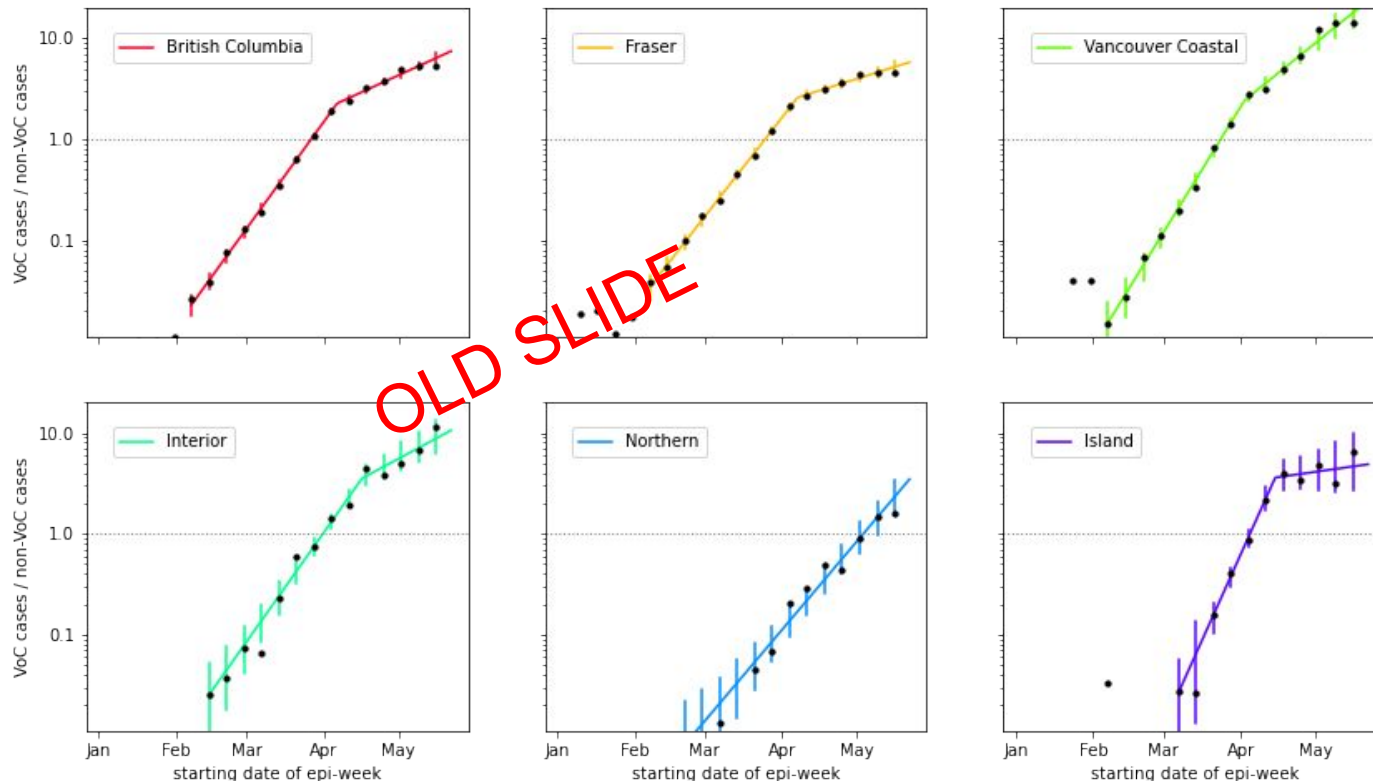 10.0
1.0
0.1
VoC cases / non-VoC cases
British Columbia
Fraser
Vancouver Coastal
OLD SLIDE
10.0
1.0
0.1
VoC cases / non-VoC cases
Interior
Northern
Island
Jan Feb Mar Apr May
starting date of epi-week
Jan Feb Mar Apr May
starting date of epi-week
Jan Feb Mar Apr May
starting date of epi-week